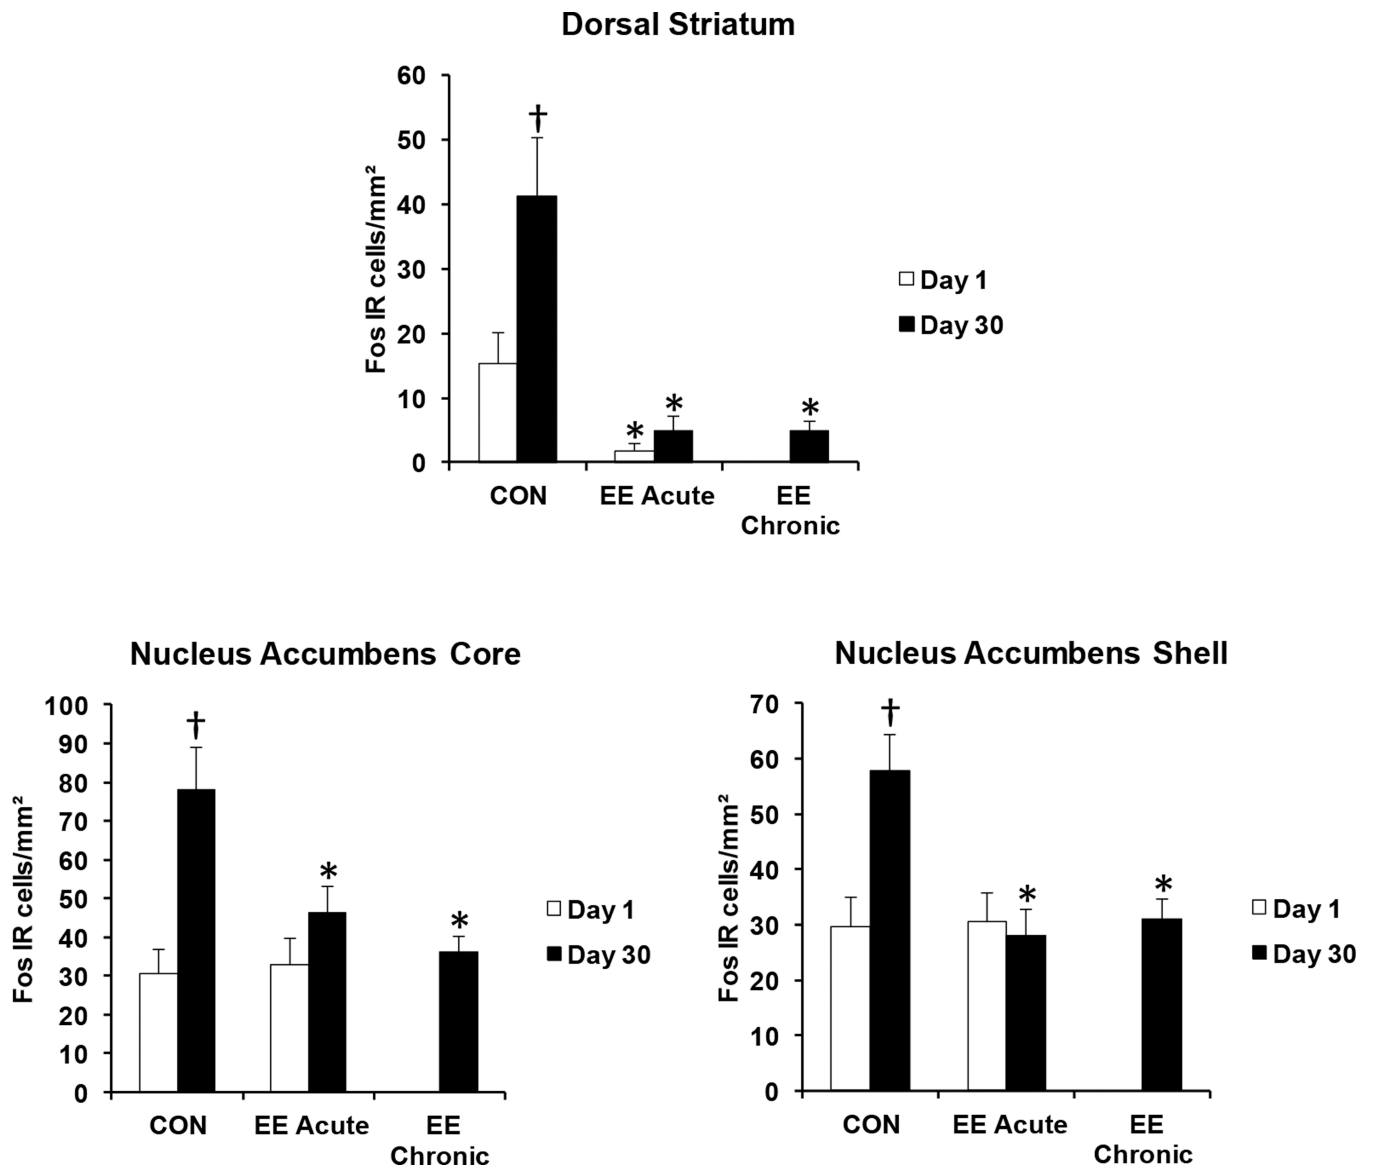 Dorsal Striatum
60
50
40
30
20
10
0
Fos IR cells/mm²
†
*
*
*
Day 1
Day 30
CON
EE Acute
EE
Chronic
Nucleus Accumbens Core
100
90
80
70
60
50
40
30
20
10
0
Fos IR cells/mm²
†
*
*
Day 1
Day 30
CON
EE Acute
EE
Chronic
Nucleus Accumbens Shell
70
60
50
40
30
20
10
0
Fos IR cells/mm²
†
*
*
Day 1
Day 30
CON
EE Acute
EE
Chronic